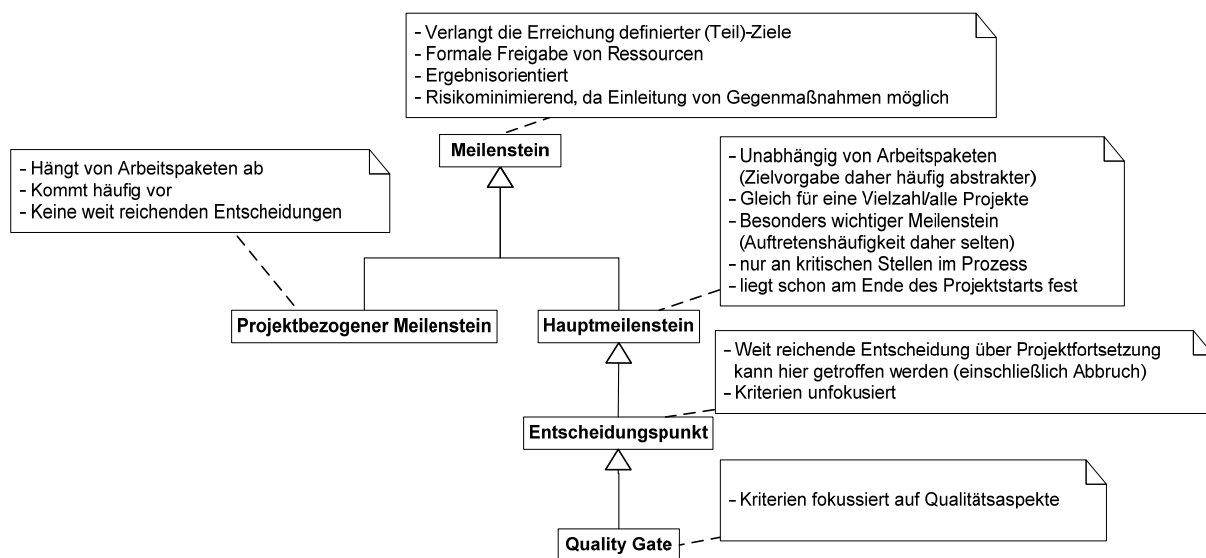 - Verlangt die Erreichung definierter (Teil)-Ziele
- Formale Freigabe von Ressourcen
- Ergebnisorientiert
- Risikominimierend, da Einleitung von Gegenmaßnahmen möglich
Meilenstein
- Hängt von Arbeitspaketen ab
- Kommt häufig vor
- Keine weit reichenden Entscheidungen
- Unabhängig von Arbeitspaketen
(Zielvorgabe daher häufig abstrakter)
- Gleich für eine Vielzahl/alle Projekte
- Besonders wichtiger Meilenstein
(Auftretenshäufigkeit daher selten)
- nur an kritischen Stellen im Prozess
- liegt schon am Ende des Projektstarts fest
Projektbezogener Meilenstein
Hauptmeilenstein
- Weit reichende Entscheidung über Projektfortsetzung
kann hier getroffen werden (einschließlich Abbruch)
- Kriterien unfokusiert
Entscheidungspunkt
- Kriterien fokussiert auf Qualitätsaspekte
Quality Gate